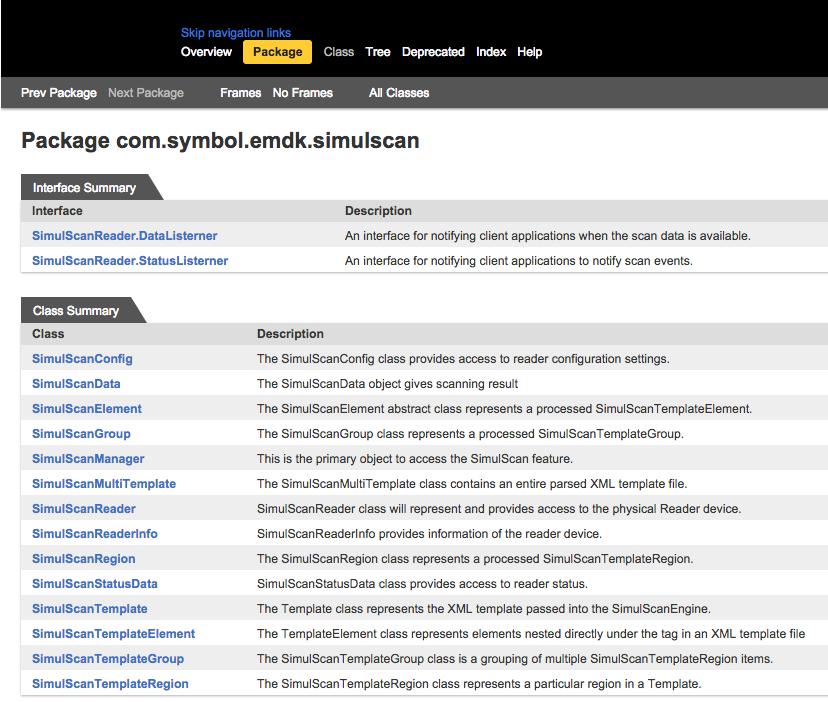 Skip navigation links
Overview Package Class Tree Deprecated Index Help
Prev Package Next Package Frames No Frames All Classes
Package com.symbol.emdk.simulscan
Interface Summary
Interface Description
SimulScanReader.DataListerner An interface for notifying client applications when the scan data is available.
SimulScanReader.StatusListerner An interface for notifying client applications to notify scan events.
Class Summary
Class Description
SimulScanConfig The SimulScanConfig class provides access to reader configuration settings.
SimulScanData The SimulScanData object gives scanning result
SimulScanElement The SimulScanElement abstract class represents a processed SimulScanTemplateElement.
SimulScanGroup The SimulScanGroup class represents a processed SimulScanTemplateGroup.
SimulScanManager This is the primary object to access the SimulScan feature.
SimulScanMultiTemplate The SimulScanMultiTemplate class contains an entire parsed XML template file.
SimulScanReader SimulScanReader class will represent and provides access to the physical Reader device.
SimulScanReaderInfo SimulScanReaderInfo provides information of the reader device.
SimulScanRegion The SimulScanRegion class represents a processed SimulScanTemplateRegion.
SimulScanStatusData SimulScanStatusData class provides access to reader status.
SimulScanTemplate The Template class represents the XML template passed into the SimulScanEngine.
SimulScanTemplateElement The TemplateElement class represents elements nested directly under the tag in an XML template file
SimulScanTemplateGroup The SimulScanTemplateGroup class is a grouping of multiple SimulScanTemplateRegion items.
SimulScanTemplateRegion The SimulScanTemplateRegion class represents a particular region in a Template.